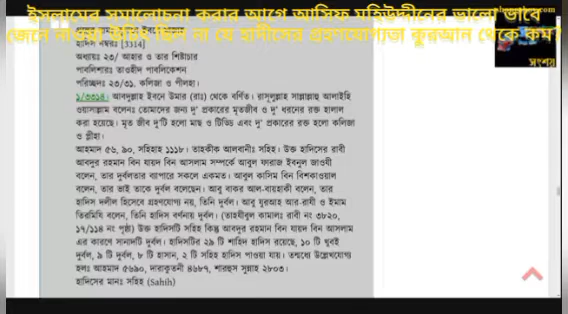 ইসলামের সমালোচনা করার আগে আসিফ মহিউদ্দীনের ভালো ভাবে
জেনে নাওয়া উচিৎ ছিল না যে হাদীসের গ্রহণযোগ্যতা কুরআন থেকে কম?
সংশয়
হাদিস নম্বরঃ [3314]
অধ্যায়ঃ ২৩/ আহার ও তার শিষ্টাচার
পাবলিশারঃ তাওহীদ পাবলিকেশন
পরিচ্ছদঃ ২৩/৩১. কলিজা ও প্লীহা।
১/৩৩১৪। আবদুল্লাহ ইবনে উমার (রাঃ) থেকে বর্ণিত। রাসূলুল্লাহ সাল্লাল্লাহু আলাইহি
ওয়াসাল্লাম বলেনঃ তোমাদের জন্য দু' প্রকারের মৃতজীব ও দু' ধরনের রক্ত হালাল
করা হয়েছে। মৃত জীব দু'টি হলো মাছ ও টিডিড এবং দু' প্রকারের রক্ত হলো কলিজা
ও প্লীহা।
আহমাদ ৫৬, ৯০, সহিহাহ ১১১৮। তাহকীক আলবানীঃ সহিহ। উক্ত হাদিসের রাবী
আবদুর রহমান বিন যায়দ বিন আসলাম সম্পর্কে আবুল ফারাজ ইবনুল জাওযী
বলেন, তার দুর্বলতার ব্যাপারে সকলে একমত। আবুল কাসিম বিন বিশকাওয়াল
বলেন, তার ভাই তাকে দুর্বল বলেছেন। আবু বাকর আল-বায়হাকী বলেন, তার
হাদিস দলীল হিসেবে গ্রহণযোগ্য নয়, তিনি দুর্বল। আবু যুরআহ আর-রাযী ও ইমাম
তিরমিযি বলেন, তিনি হাদিস বর্ণনায় দুর্বল। (তাহযীবুল কামালঃ রাবী নং ৩৮২০,
১৭/১১৪ নং পৃষ্ঠা) উক্ত হাদিসটি সহিহ কিন্তু আবদুর রহমান বিন যায়দ বিন আসলাম
এর কারণে সানাদটি দুর্বল। হাদিসটির ২৯ টি শাহিদ হাদিস রয়েছে, ১০ টি খুবই
দুর্বল, ৯ টি দুর্বল, ৮ টি হাসান, ২ টি সহিহ হাদিস পাওয়া যায়। তন্মধ্যে উল্লেখযোগ্য
হলঃ আহমাদ ৫৬৯০, দারাকুতনী ৪৬৮৭, শারহুস সুন্নাহ ২৮০৩।
হাদিসের মানঃ সহিহ (Sahih)